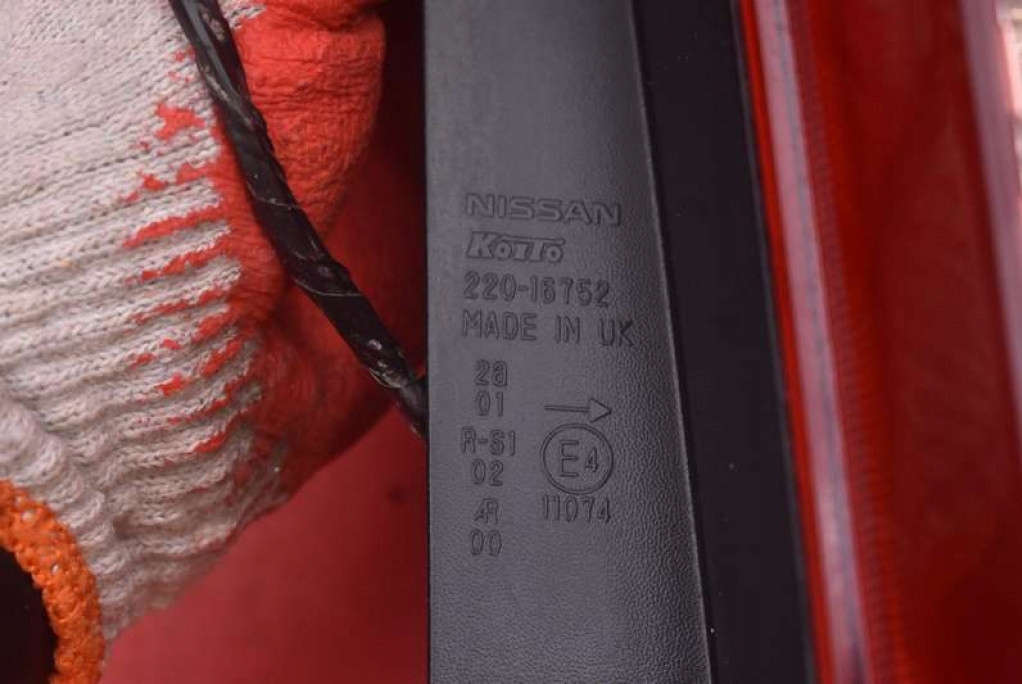 NISSAN
KOITO
220-16752
MADE IN UK
2a
01
R-S1
02
AR
00
E4
11074